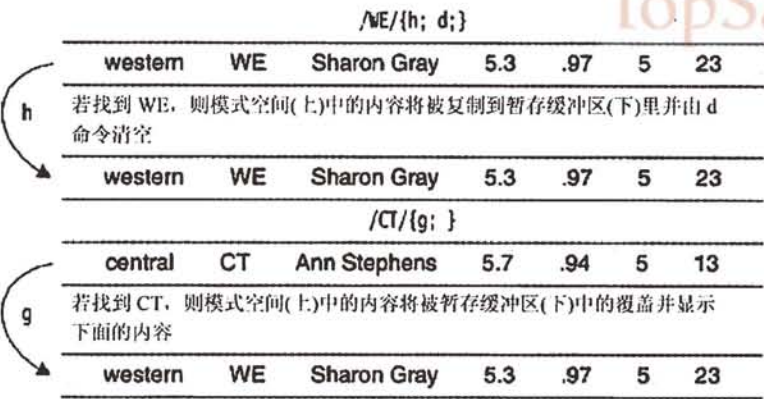 /WE/{h; d;}
western WE Sharon Gray 5.3 .97 5 23
h
若找到 WE，则模式空间(上)中的内容将被复制到暂存缓冲区(下)里并由 d
命令清空
western WE Sharon Gray 5.3 .97 5 23
/CT/{g; }
central CT Ann Stephens 5.7 .94 5 13
g
若找到 CT，则模式空间(上)中的内容将被暂存缓冲区(下)中的覆盖并显示
下面的内容
western WE Sharon Gray 5.3 .97 5 23